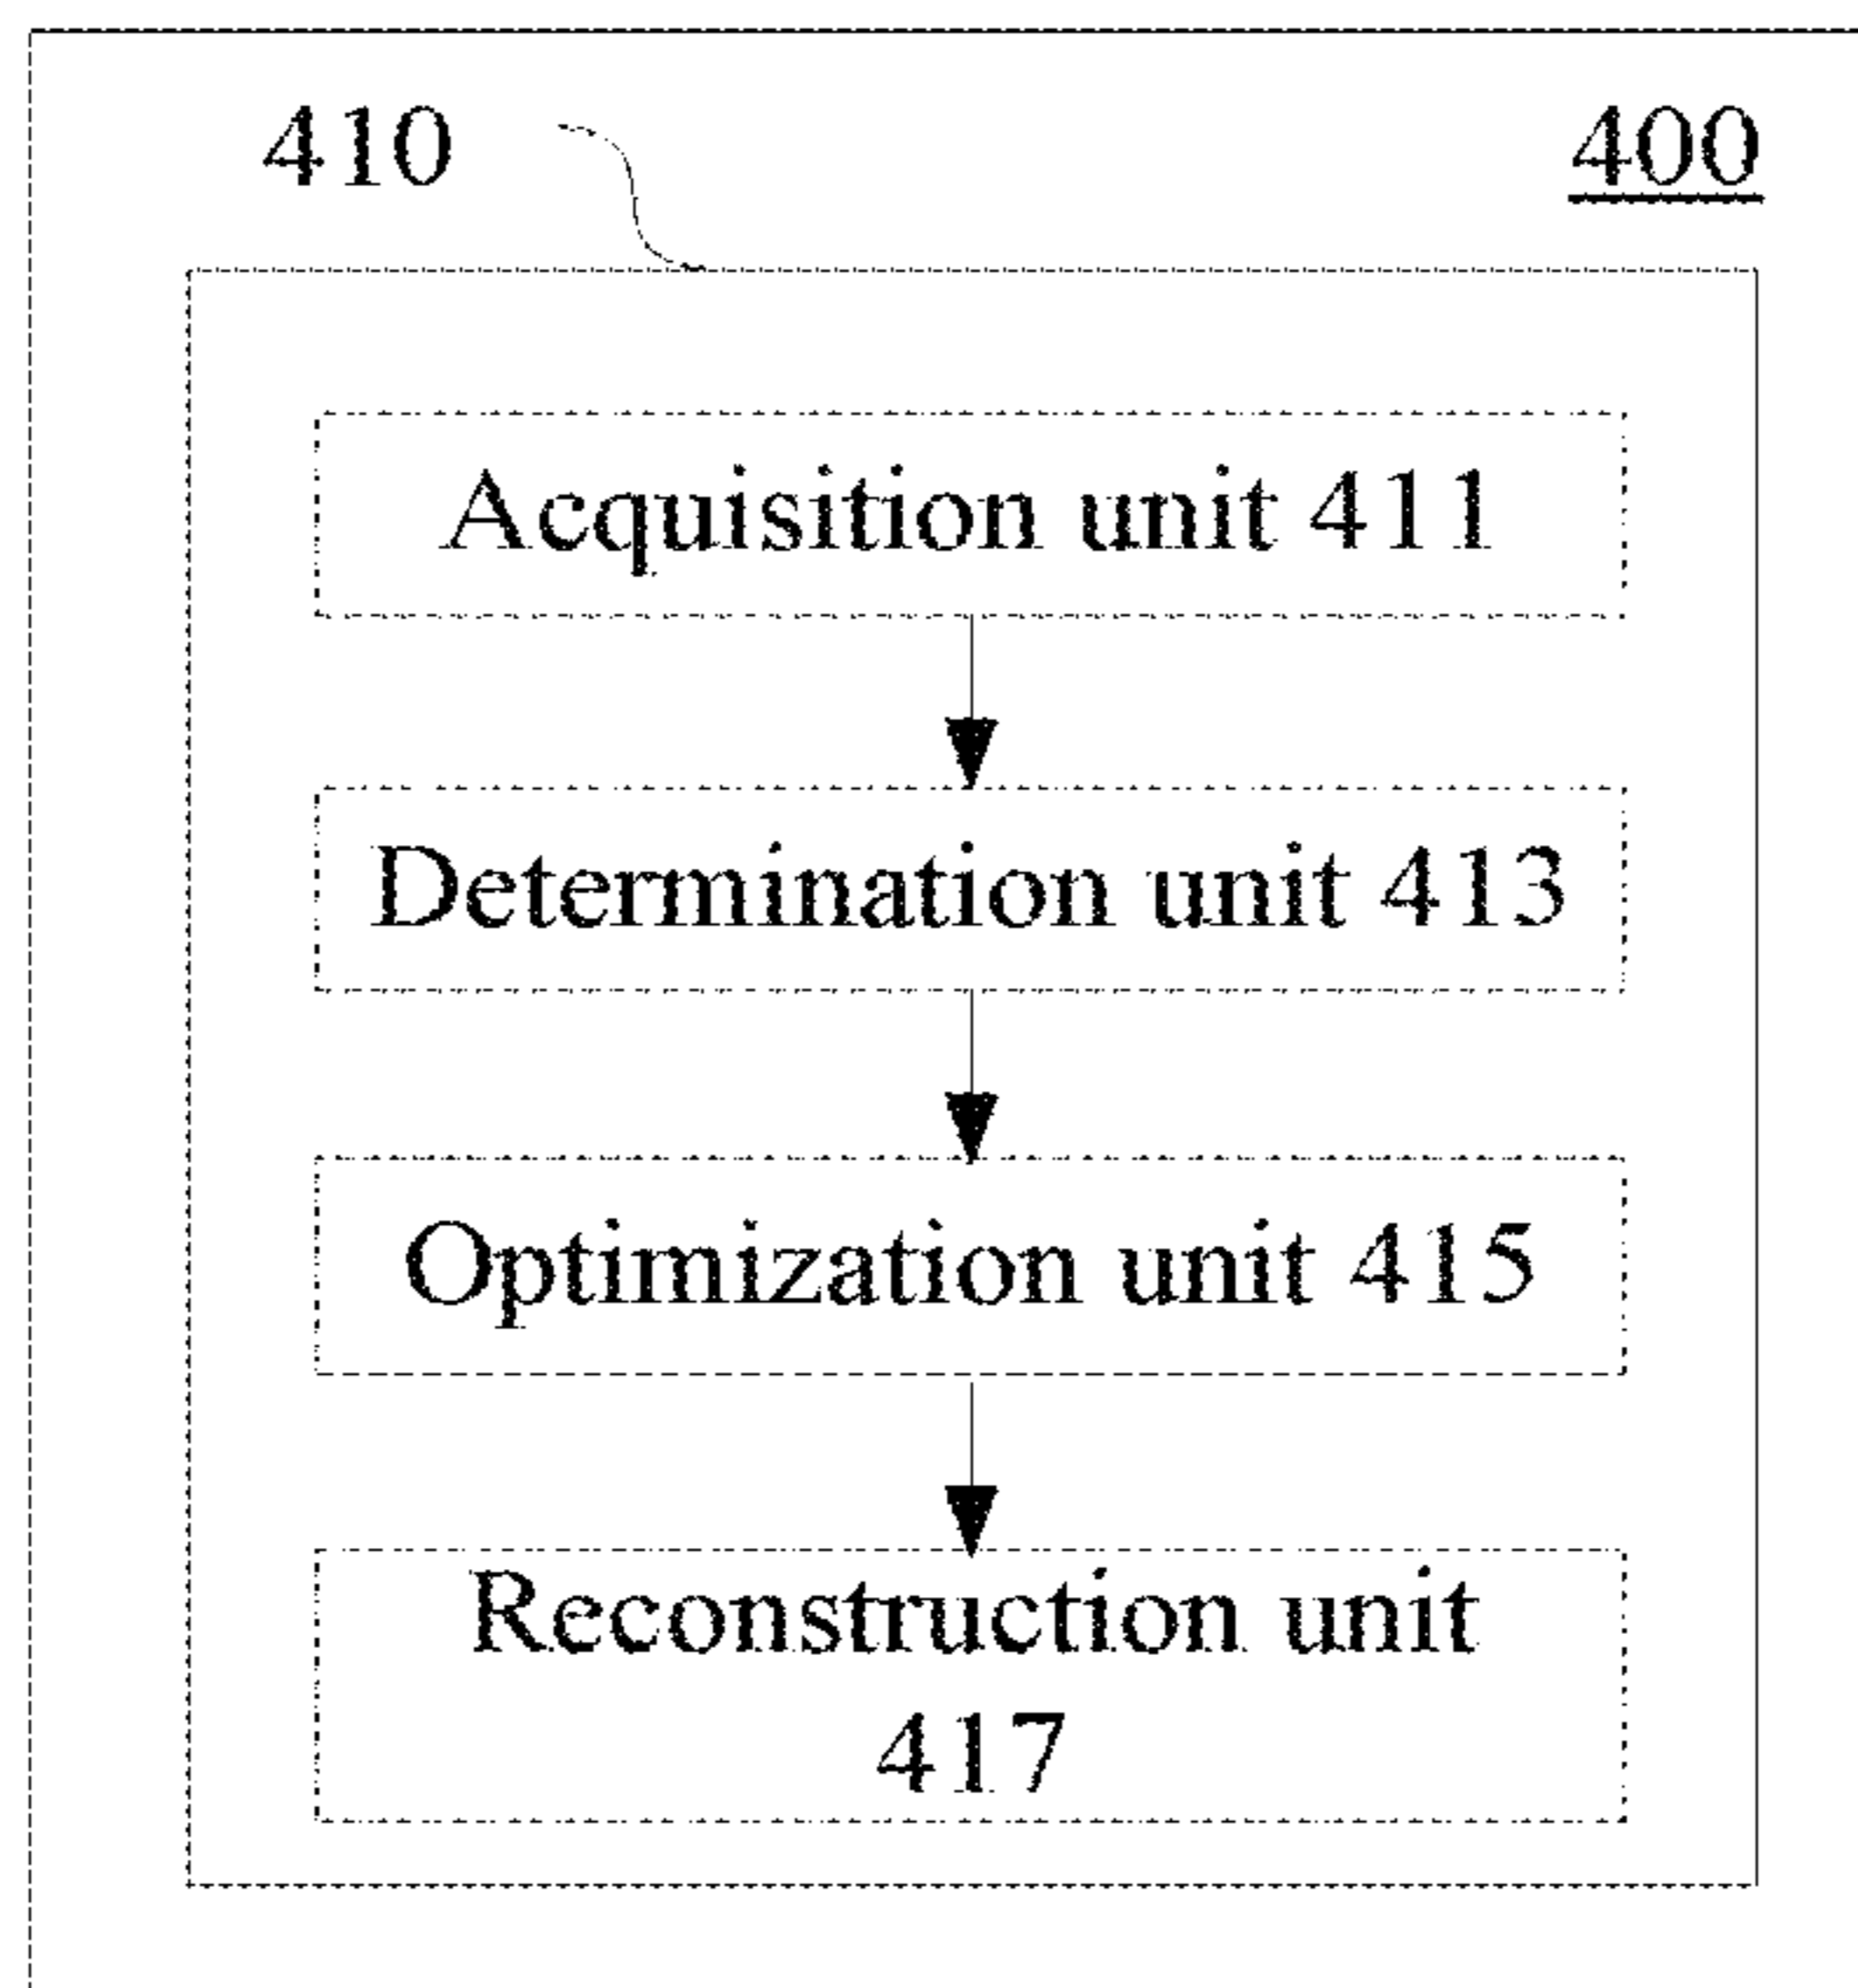 410
400
Acquisition unit 411
Determination unit 413
Optimization unit 415
Reconstruction unit
417